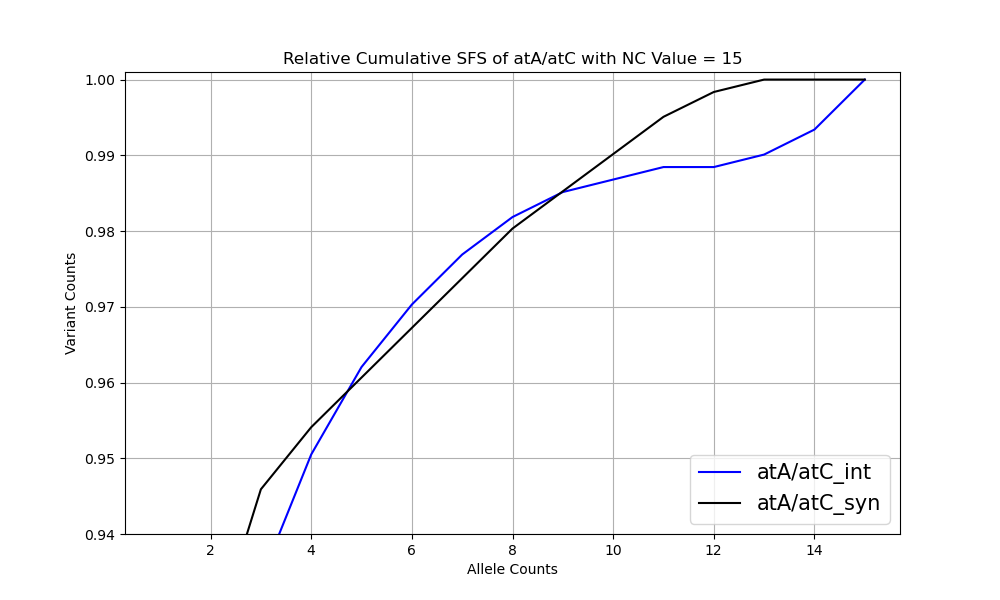 Relative Cumulative SFS of atA/atC with NC Value = 15
1.00
0.99
0.98
0.97
0.96
0.95
0.94
Variant Counts
2 4 6 8 10 12 14
Allele Counts
atA/atC_int
atA/atC_syn